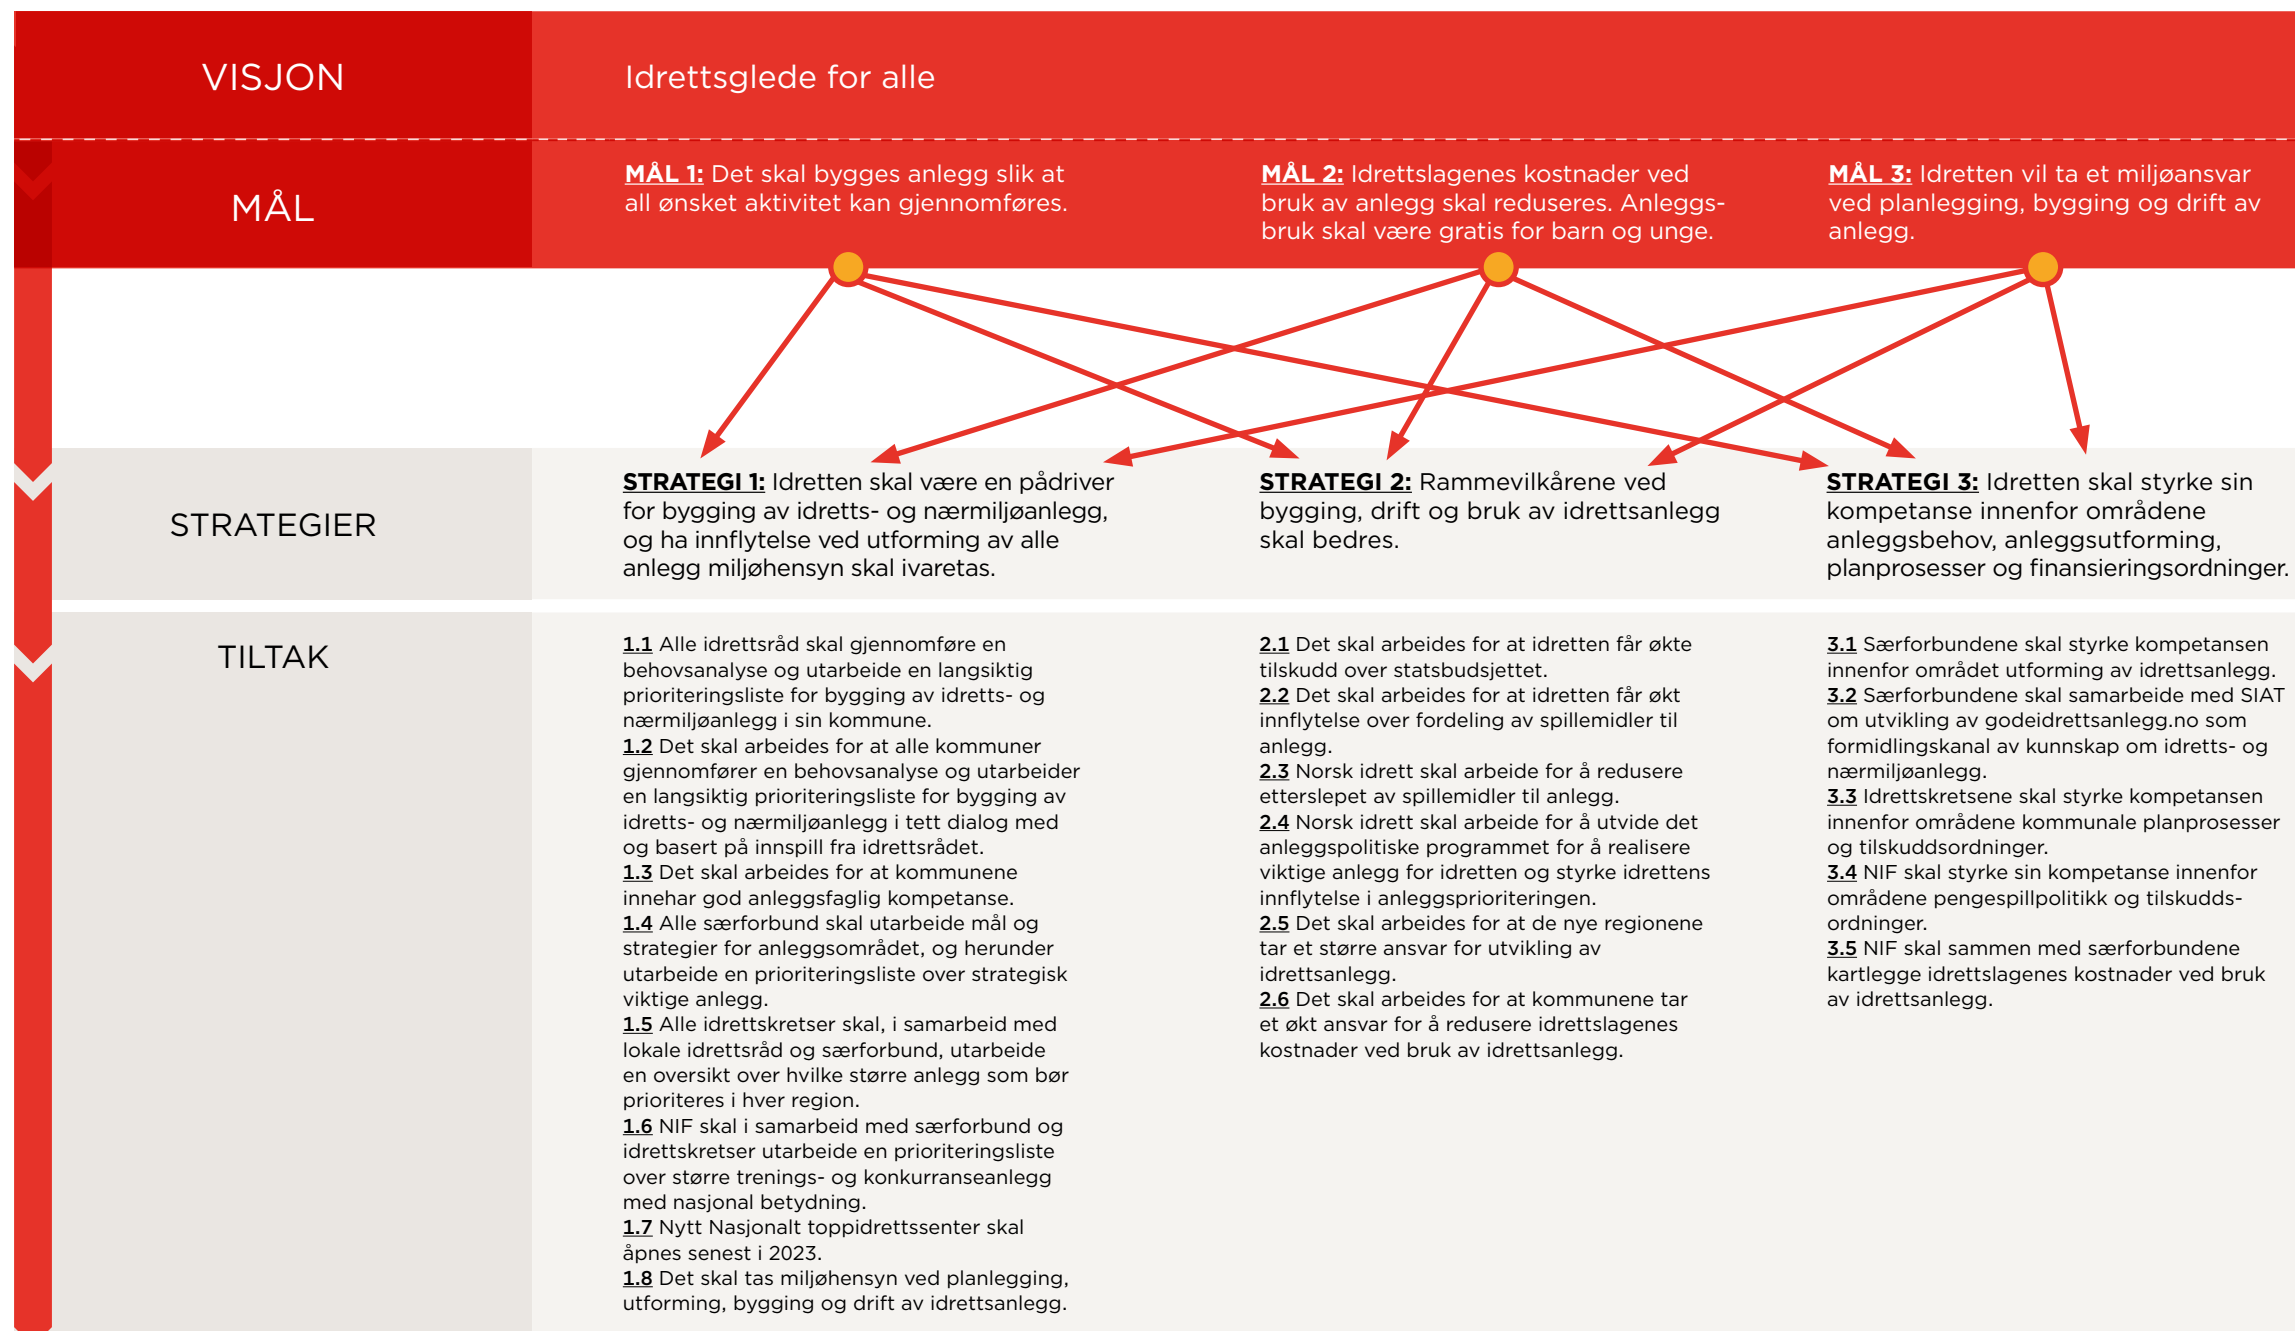 VISJON
Idrettsglede for alle
MÅL
MÅL 1: Det skal bygges anlegg slik at
all ønsket aktivitet kan gjennomføres.
MÅL 2: Idrettslagenes kostnader ved
bruk av anlegg skal reduseres. Anleggs-
bruk skal være gratis for barn og unge.
MÅL 3: Idretten vil ta et miljøansvar
ved planlegging, bygging og drift av
anlegg.
STRATEGIER
STRATEGI 1: Idretten skal være en pådriver
for bygging av idretts- og nærmiljøanlegg,
og ha innflytelse ved utforming av alle
anlegg miljøhensyn skal ivaretas.
STRATEGI 2: Rammevilkårene ved
bygging, drift og bruk av idrettsanlegg
skal bedres.
STRATEGI 3: Idretten skal styrke sin
kompetanse innenfor områdene
anleggsbehov, anleggsutforming,
planprosesser og finansieringsordninger.
TILTAK
1.1 Alle idrettsråd skal gjennomføre en
behovsanalyse og utarbeide en langsiktig
prioriteringsliste for bygging av idretts- og
nærmiljøanlegg i sin kommune.
1.2 Det skal arbeides for at alle kommuner
gjennomfører en behovsanalyse og utarbeider
en langsiktig prioriteringsliste for bygging av
idretts- og nærmiljøanlegg i tett dialog med
og basert på innspill fra idrettsrådet.
1.3 Det skal arbeides for at kommunene
innehar god anleggsfaglig kompetanse.
1.4 Alle særforbund skal utarbeide mål og
strategier for anleggsområdet, og herunder
utarbeide en prioriteringsliste over strategisk
viktige anlegg.
1.5 Alle idrettskretser skal, i samarbeid med
lokale idrettsråd og særforbund, utarbeide
en oversikt over hvilke større anlegg som bør
prioriteres i hver region.
1.6 NIF skal i samarbeid med særforbund og
idrettskretser utarbeide en prioriteringsliste
over større trenings- og konkurranseanlegg
med nasjonal betydning.
1.7 Nytt Nasjonalt toppidrettssenter skal
åpnes senest i 2023.
1.8 Det skal tas miljøhensyn ved planlegging,
utforming, bygging og drift av idrettsanlegg.
2.1 Det skal arbeides for at idretten får økte
tilskudd over statsbudsjettet.
2.2 Det skal arbeides for at idretten får økt
innflytelse over fordeling av spillemidler til
anlegg.
2.3 Norsk idrett skal arbeide for å redusere
etterslepet av spillemidler til anlegg.
2.4 Norsk idrett skal arbeide for å utvide det
anleggspolitiske programmet for å realisere
viktige anlegg for idretten og styrke idrettens
innflytelse i anleggsprioriteringen.
2.5 Det skal arbeides for at de nye regionene
tar et større ansvar for utvikling av
idrettsanlegg.
2.6 Det skal arbeides for at kommunene tar
et økt ansvar for å redusere idrettslagenes
kostnader ved bruk av idrettsanlegg.
3.1 Særforbundene skal styrke kompetansen
innenfor området utforming av idrettsanlegg.
3.2 Særforbundene skal samarbeide med SIAT
om utvikling av godeidrettsanlegg.no som
formidlingskanal av kunnskap om idretts- og
nærmiljøanlegg.
3.3 Idrettskretsene skal styrke kompetansen
innenfor områdene kommunale planprosesser
og tilskuddsordninger.
3.4 NIF skal styrke sin kompetanse innenfor
områdene pengespillpolitikk og tilskudds-
ordninger.
3.5 NIF skal sammen med særforbundene
kartlegge idrettslagenes kostnader ved bruk
av idrettsanlegg.